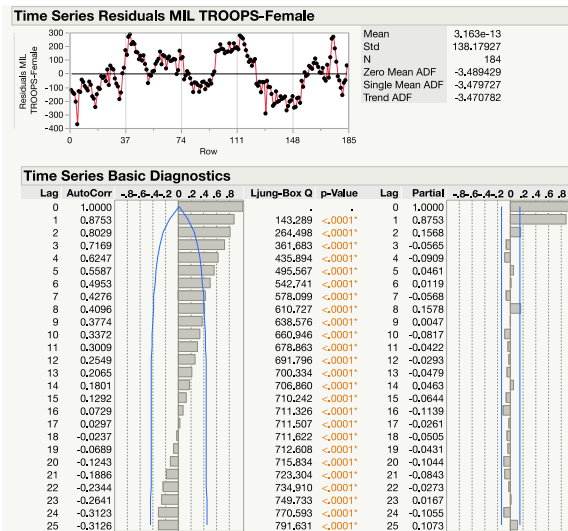 Time Series Residuals MIL TROOPS-Female
Residuals MIL
TROOPS-Female
300
200
100
0
-100
-200
-300
-400
0 37 74 111 148 185
Row
Mean 3.163e-13
Std 138.17927
N 184
Zero Mean ADF -3.489429
Single Mean ADF -3.479727
Trend ADF -3.470782
Time Series Basic Diagnostics
Lag AutoCorr -.8-.6-.4-.2 0 .2 .4 .6 .8 Ljung-Box Q p-Value Lag Partial -.8-.6-.4-.2 0 .2 .4 .6 .8
0 1.0000 . . 0 1.0000
1 0.8753 143.289 <.0001* 1 0.8753
2 0.8029 264.498 <.0001* 2 0.1568
3 0.7169 361.683 <.0001* 3 -0.0565
4 0.6247 435.894 <.0001* 4 -0.0909
5 0.5587 495.567 <.0001* 5 0.0461
6 0.4953 542.741 <.0001* 6 0.0119
7 0.4276 578.099 <.0001* 7 -0.0568
8 0.4096 610.727 <.0001* 8 0.1578
9 0.3774 638.576 <.0001* 9 0.0047
10 0.3372 660.946 <.0001* 10 -0.0817
11 0.3009 678.863 <.0001* 11 -0.0422
12 0.2549 691.796 <.0001* 12 -0.0293
13 0.2065 700.334 <.0001* 13 -0.0479
14 0.1801 706.860 <.0001* 14 0.0463
15 0.1292 710.242 <.0001* 15 -0.0644
16 0.0729 711.326 <.0001* 16 -0.1139
17 0.0297 711.507 <.0001* 17 -0.0261
18 -0.0237 711.622 <.0001* 18 -0.0505
19 -0.0689 712.608 <.0001* 19 -0.0431
20 -0.1243 715.834 <.0001* 20 -0.1044
21 -0.1886 723.304 <.0001* 21 -0.0843
22 -0.2344 734.910 <.0001* 22 -0.0273
23 -0.2641 749.733 <.0001* 23 0.0167
24 -0.3123 770.593 <.0001* 24 -0.1055
25 -0.3126 791.631 <.0001* 25 0.1073